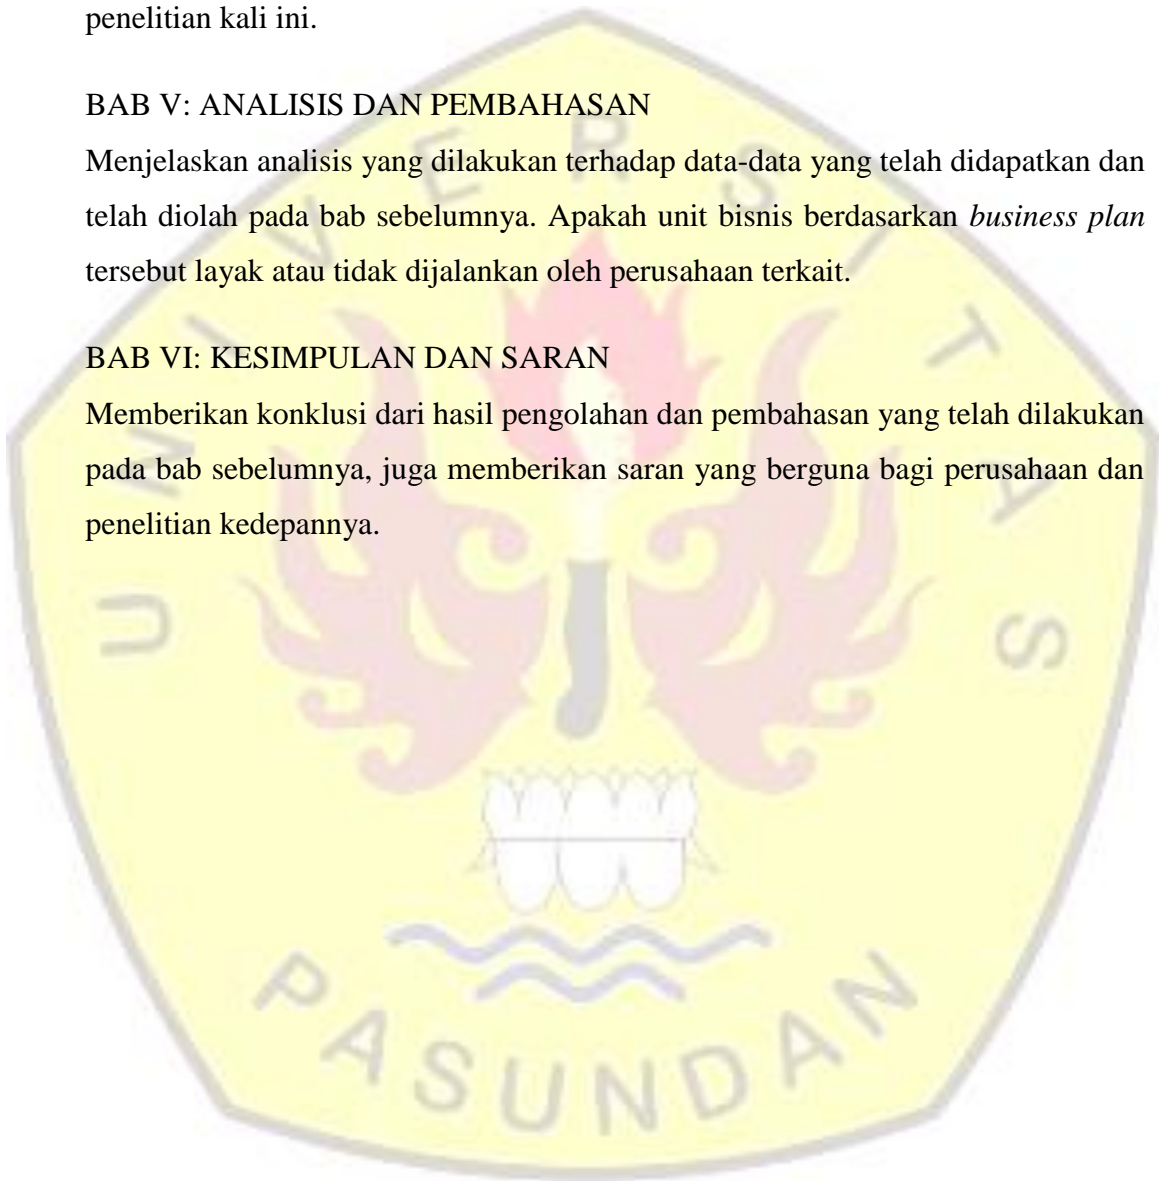 penelitian kali ini.
BAB V: ANALISIS DAN PEMBAHASAN
Menjelaskan analisis yang dilakukan terhadap data-data yang telah didapatkan dan
telah diolah pada bab sebelumnya. Apakah unit bisnis berdasarkan business plan
tersebut layak atau tidak dijalankan oleh perusahaan terkait.
BAB VI: KESIMPULAN DAN SARAN
Memberikan konklusi dari hasil pengolahan dan pembahasan yang telah dilakukan
pada bab sebelumnya, juga memberikan saran yang berguna bagi perusahaan dan
penelitian kedepannya.
UNIVERSITAS
PASUNDAN